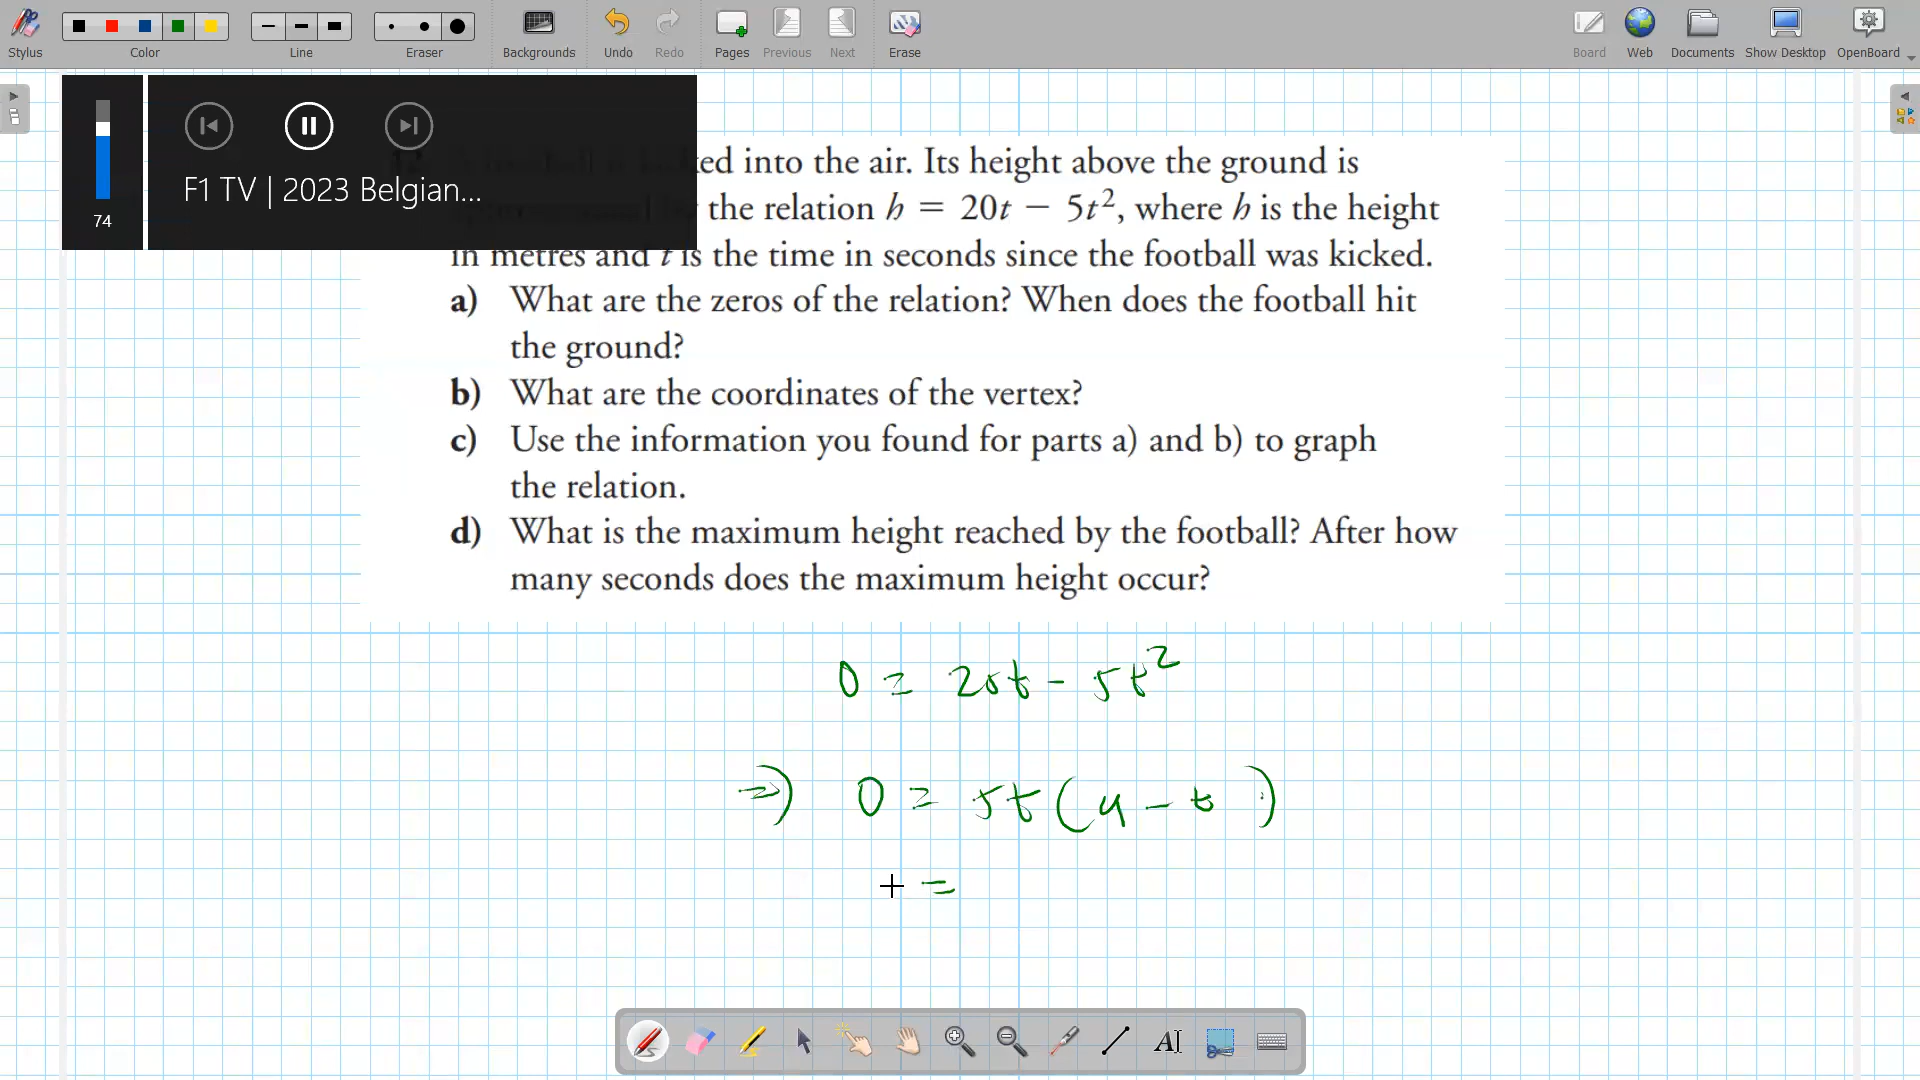 Stylus Color Line Eraser Backgrounds Undo Redo Pages Previous Next Erase Board Web Documents Show Desktop OpenBoard
74
F1 TV | 2023 Belgian...
into the air. Its height above the ground is
the relation h = 20t − 5t², where h is the height
in metres and t is the time in seconds since the football was kicked.
a) What are the zeros of the relation? When does the football hit
the ground?
b) What are the coordinates of the vertex?
c) Use the information you found for parts a) and b) to graph
the relation.
d) What is the maximum height reached by the football? After how
many seconds does the maximum height occur?
0 = 20t - 5t²
⇒) 0 = 5t(4 - t)
=
AI